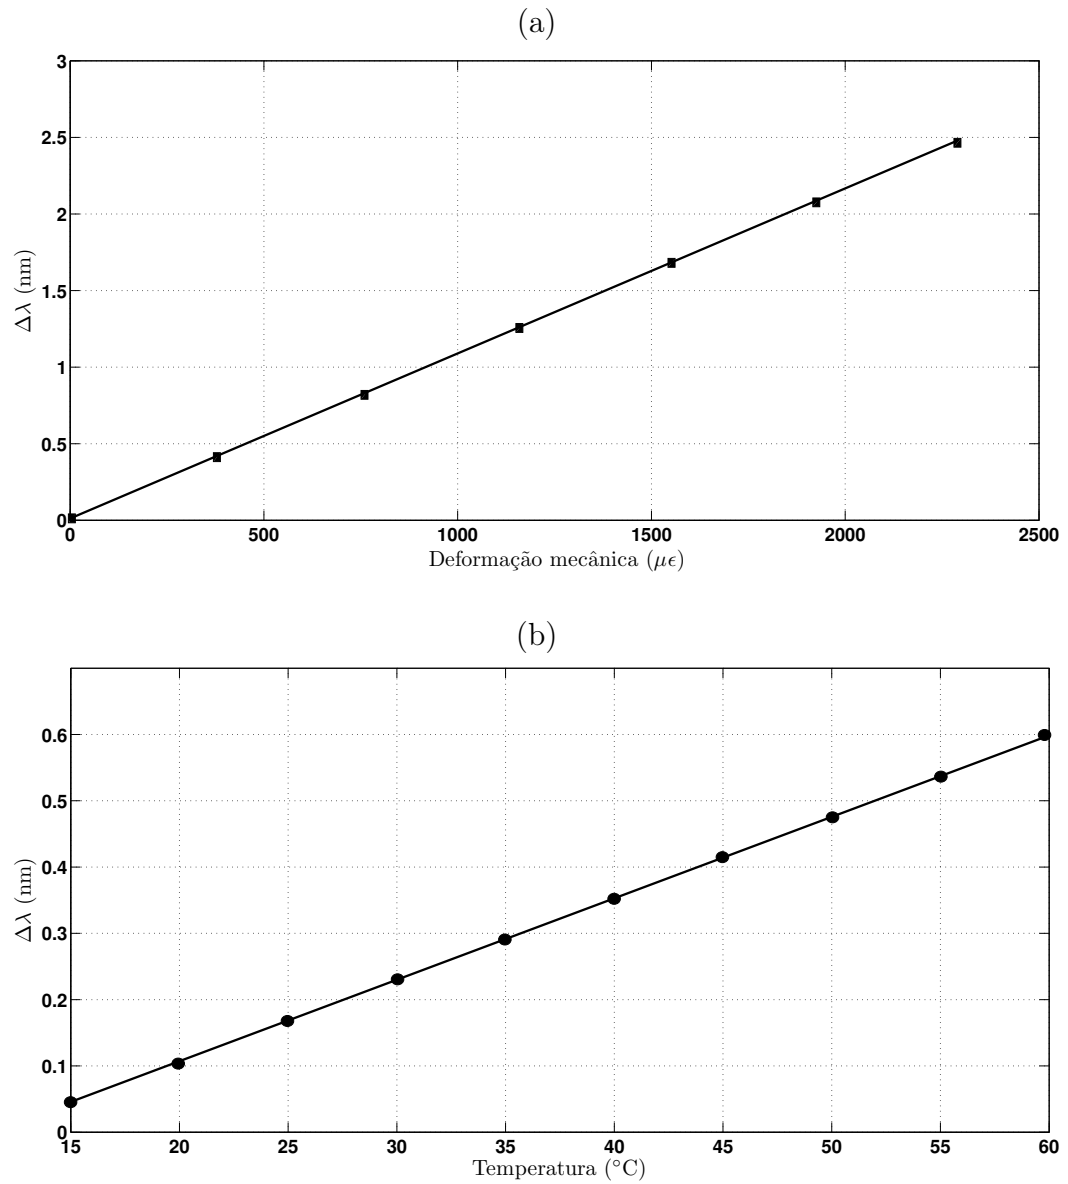 (a)
3
2.5
2
1.5
1
0.5
0
Δλ (nm)
0 500 1000 1500 2000 2500
Deformação mecânica (με)
(b)
0.6
0.5
0.4
0.3
0.2
0.1
0
Δλ (nm)
15 20 25 30 35 40 45 50 55 60
Temperatura (°C)